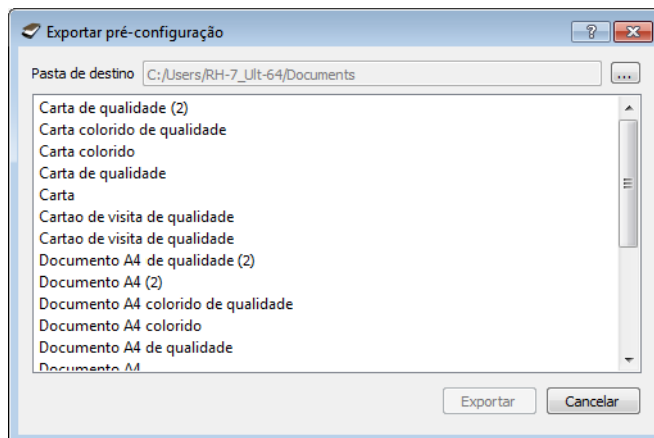 Exportar pré-configuração
Pasta de destino C:/Users/RH-7_Ult-64/Documents ...
Carta de qualidade (2)
Carta colorido de qualidade
Carta colorido
Carta de qualidade
Carta
Cartao de visita de qualidade
Cartao de visita de qualidade
Documento A4 de qualidade (2)
Documento A4 (2)
Documento A4 colorido de qualidade
Documento A4 colorido
Documento A4 de qualidade
Documento A4
Exportar Cancelar